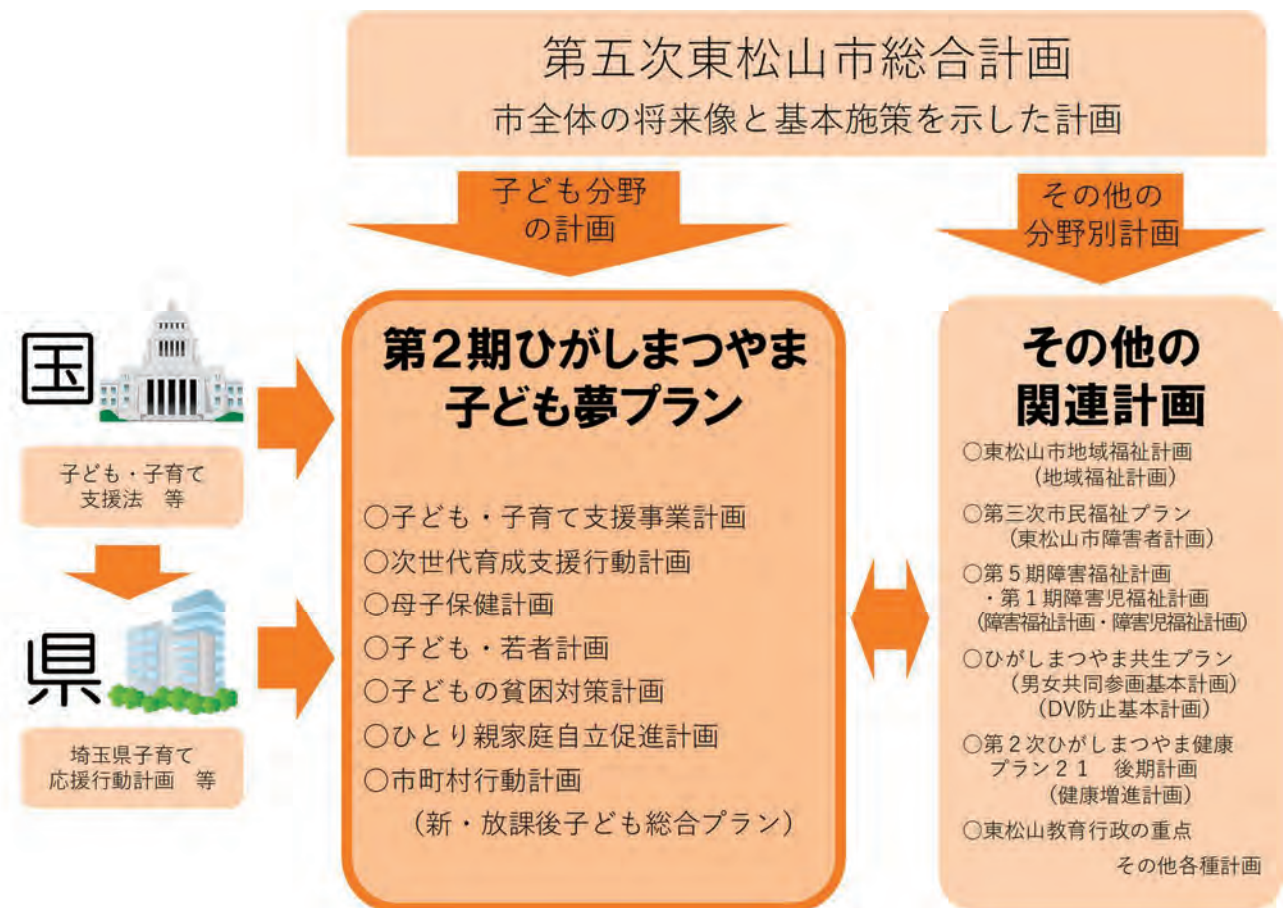 第五次東松山市総合計画
市全体の将来像と基本施策を示した計画
子ども分野
の計画
その他の
分野別計画
国
子ども・子育て
支援法　等
県
埼玉県子育て
応援行動計画　等
第２期ひがしまつやま
子ども夢プラン
○子ども・子育て支援事業計画
○次世代育成支援行動計画
○母子保健計画
○子ども・若者計画
○子どもの貧困対策計画
○ひとり親家庭自立促進計画
○市町村行動計画
（新・放課後子ども総合プラン）
その他の
関連計画
○東松山市地域福祉計画
(地域福祉計画)
○第三次市民福祉プラン
(東松山市障害者計画)
○第５期障害福祉計画
・第１期障害児福祉計画
(障害福祉計画・障害児福祉計画)
○ひがしまつやま共生プラン
(男女共同参画基本計画)
(DV防止基本計画)
○第２次ひがしまつやま健康
プラン２１　後期計画
(健康増進計画)
○東松山教育行政の重点
その他各種計画